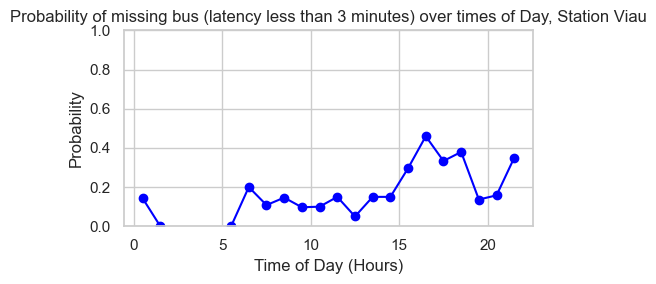 Probability of missing bus (latency less than 3 minutes) over times of Day, Station Viau
1.0
0.8
0.6
0.4
0.2
0.0
Probability
0 5 10 15 20
Time of Day (Hours)